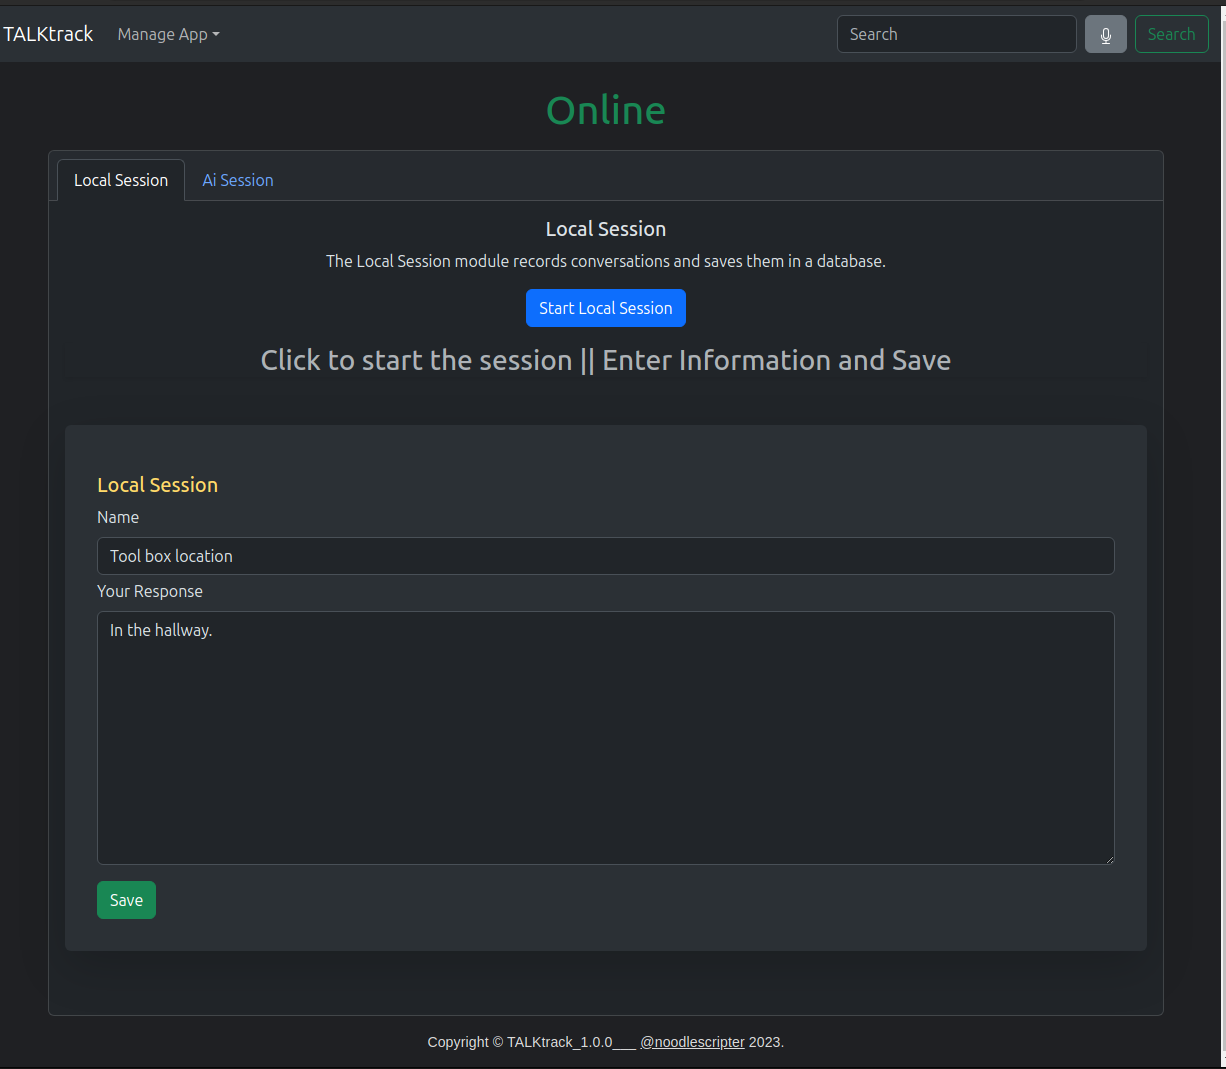 TALKtrack Manage App Search Search
Online
Local Session Ai Session
Local Session
The Local Session module records conversations and saves them in a database.
Start Local Session
Click to start the session || Enter Information and Save
Local Session
Name
Tool box location
Your Response
In the hallway.
Save
Copyright © TALKtrack_1.0.0___ @noodlescripter 2023.